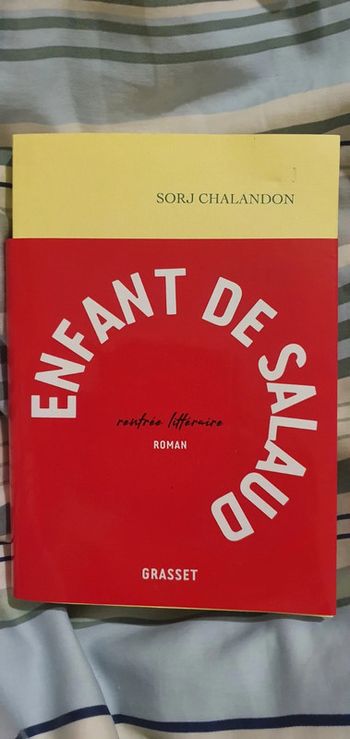 SORJ CHALANDON
ENFANT DE SALAUD
rentrée littéraire
ROMAN
GRASSET